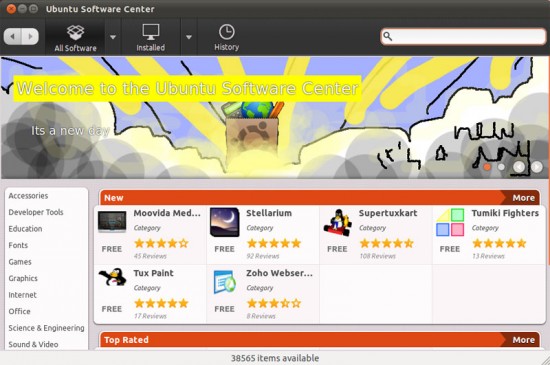 Ubuntu Software Center
All Software
Installed
History
Welcome to the Ubuntu Software Center
Its a new day
it's a new day
Accessories
Developer Tools
Education
Fonts
Games
Graphics
Internet
Office
Science & Engineering
Sound & Video
New
More
Moovida Med...
Category
FREE
45 Reviews
Stellarium
Category
FREE
92 Reviews
Supertuxkart
Category
FREE
108 Reviews
Tumiki Fighters
Category
FREE
13 Reviews
Tux Paint
Category
FREE
17 Reviews
Zoho Webser...
Category
FREE
8 Reviews
Top Rated
More
38565 items available